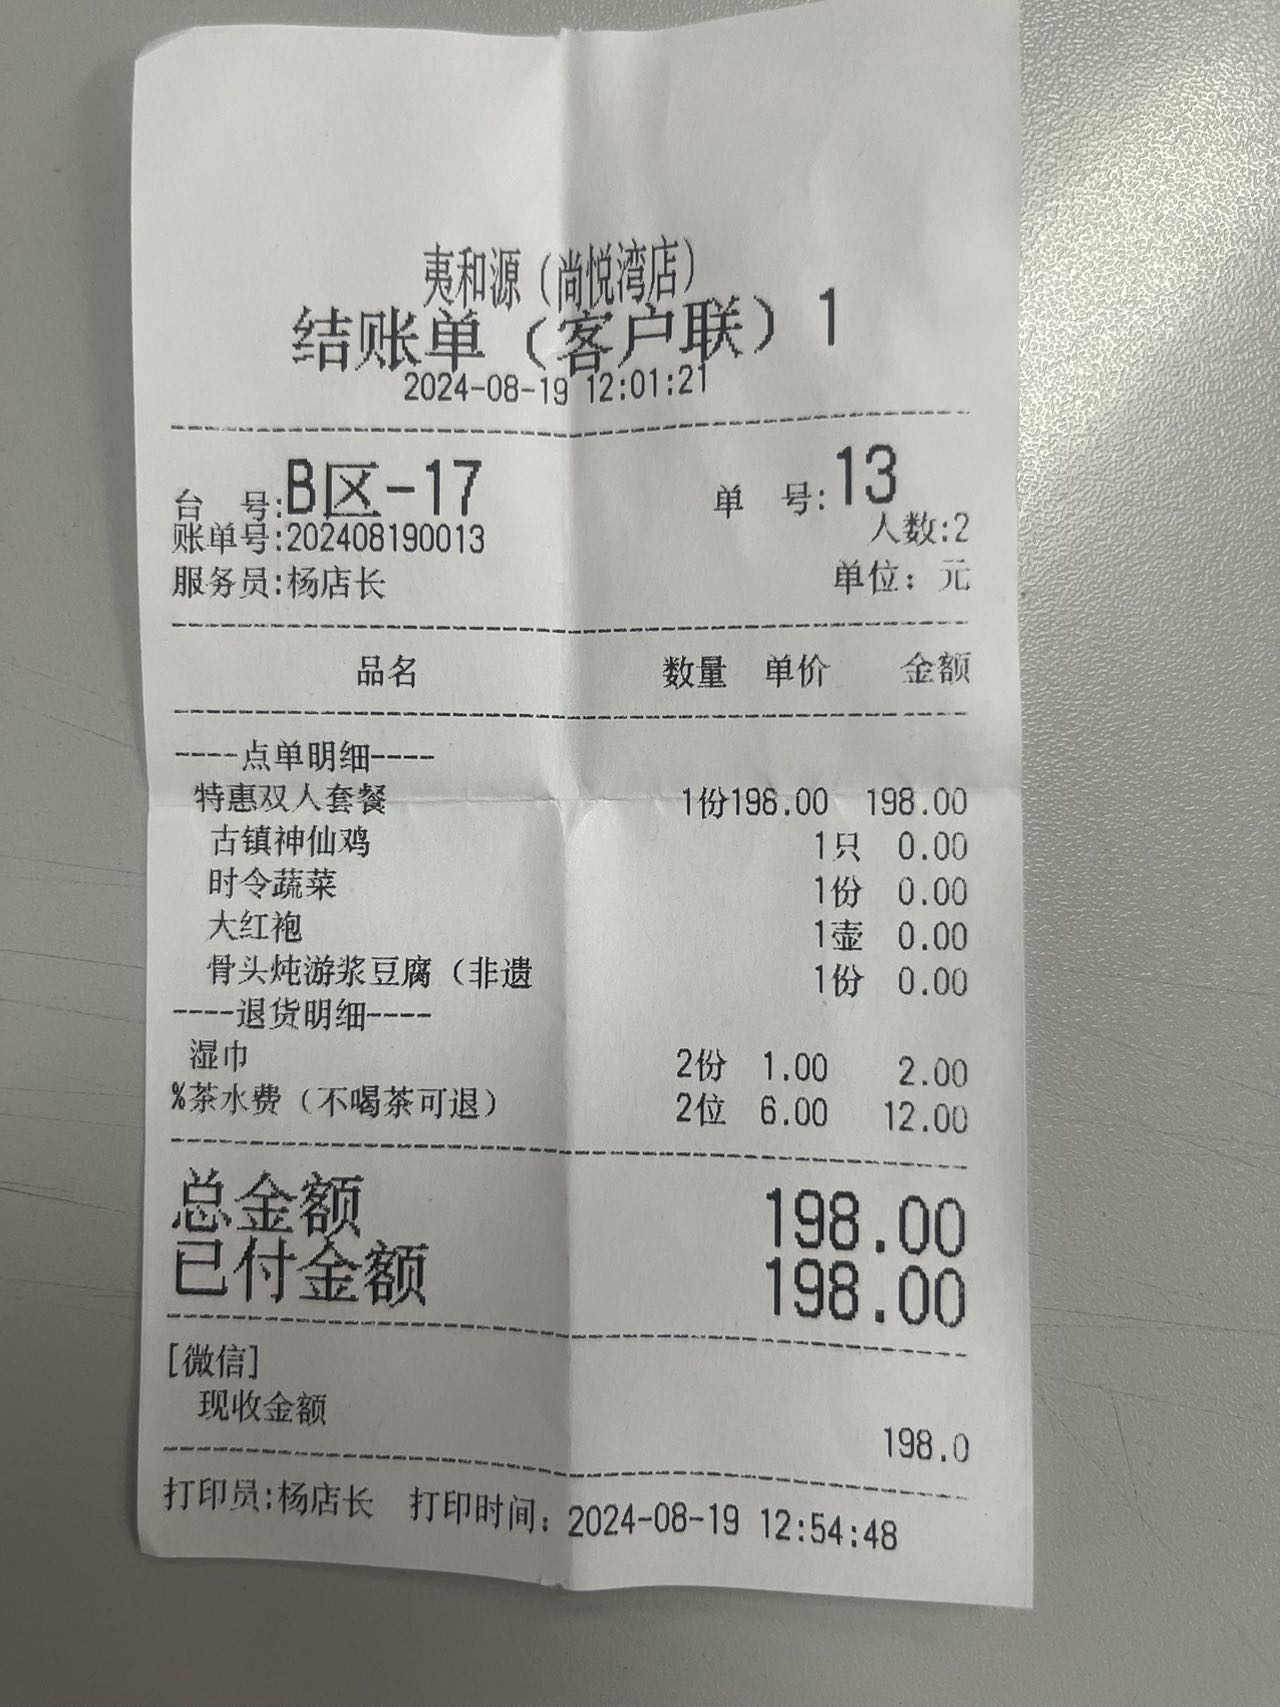 夷和源（尚悦湾店）
结账单（客户联）1
2024-08-19 12:01:21
台 号:B区-17 单 号:13
账单号:202408190013 人数:2
服务员:杨店长 单位：元
品名 数量 单价 金额
----点单明细----
特惠双人套餐 1份198.00 198.00
古镇神仙鸡 1只 0.00
时令蔬菜 1份 0.00
大红袍 1壶 0.00
骨头炖游浆豆腐（非遗 1份 0.00
----退货明细----
湿巾 2份 1.00 2.00
%茶水费（不喝茶可退） 2位 6.00 12.00
总金额 198.00
已付金额 198.00
[微信]
现收金额 198.0
打印员:杨店长 打印时间：2024-08-19 12:54:48